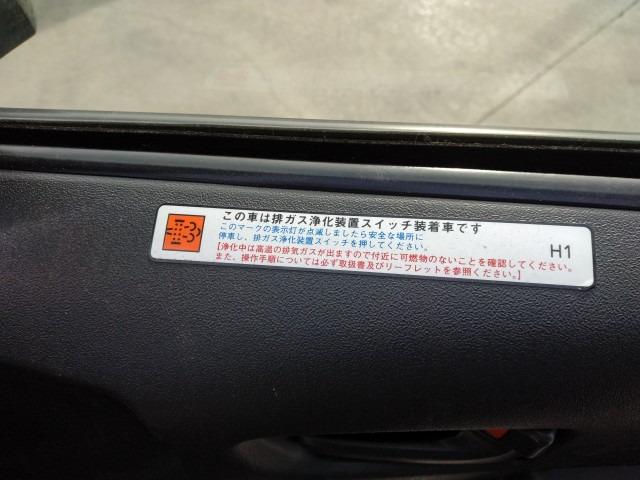 この車は排ガス浄化装置スイッチ装着車です
このマークの表示灯が点滅しましたら安全な場所に
停車し、排ガス浄化装置スイッチを押してください。
[浄化中は高温の排気ガスが出ますので付近に可燃物のないことを確認してください。
また、操作手順については必ず取扱書及びリーフレットを参照ください。]
H1